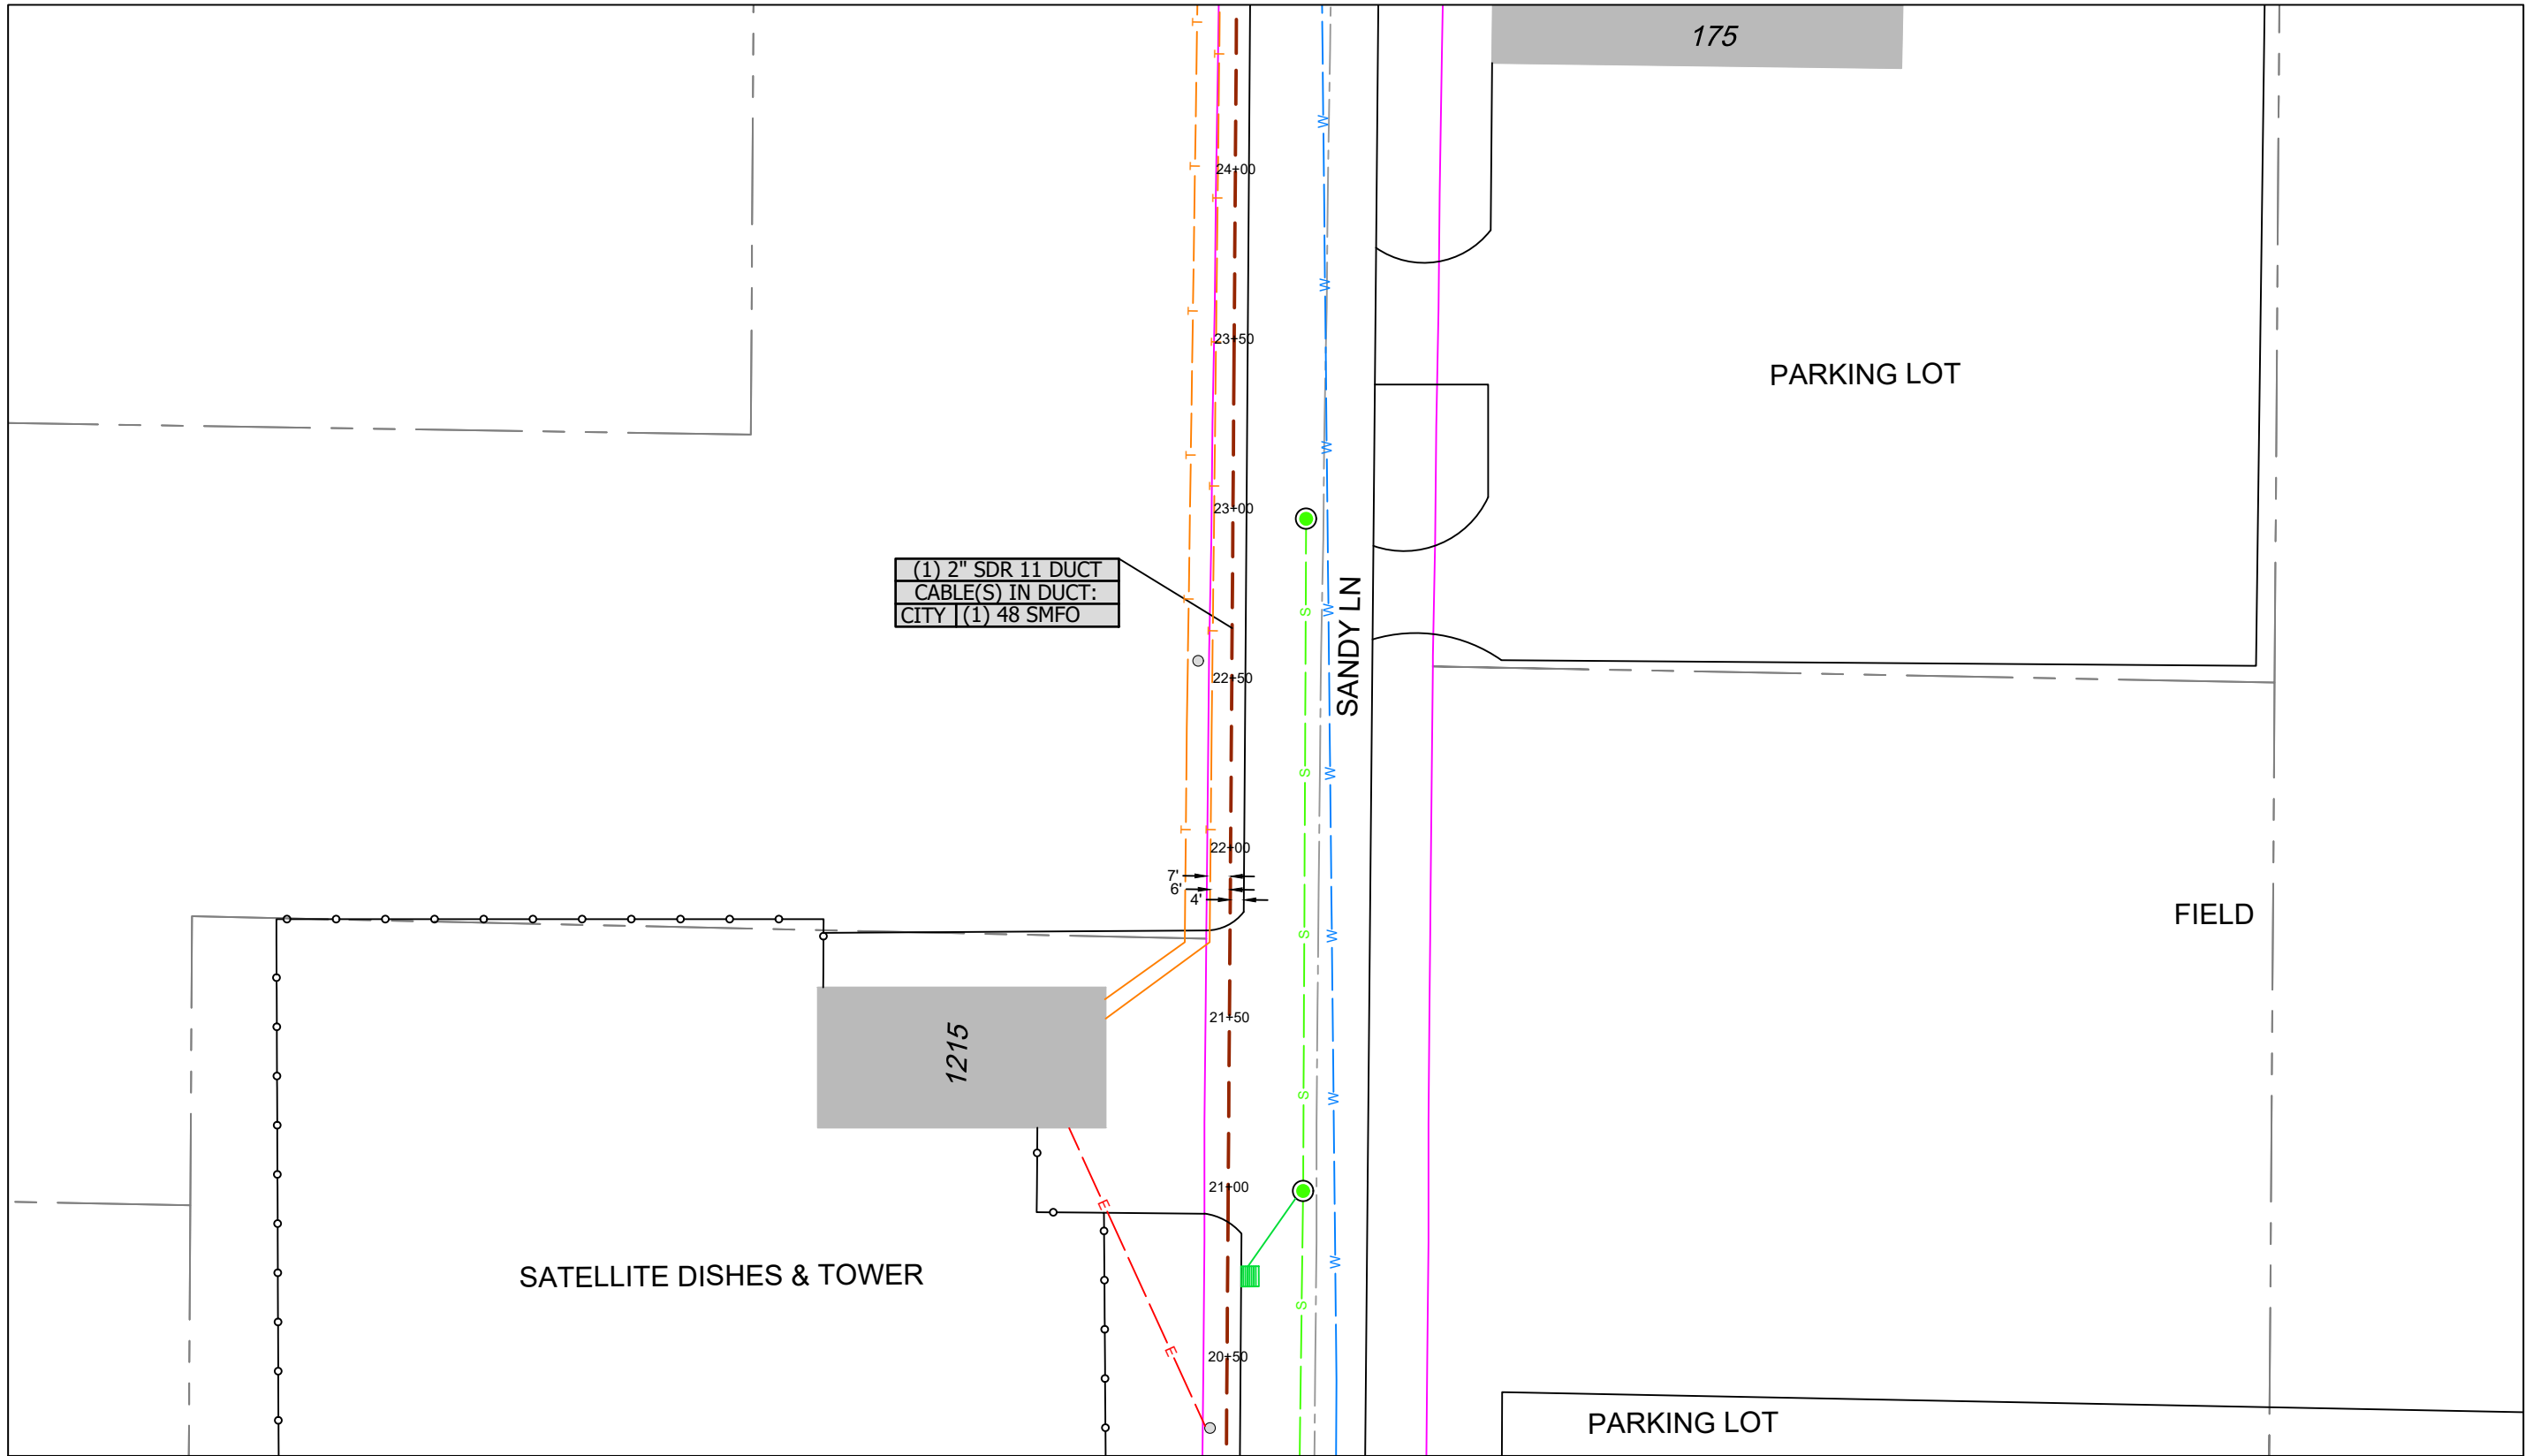 175
T
T
W
T
24+00
T
T
W
T
23+50
T
PARKING LOT
W
T
T
23+00
(1) 2" SDR 11 DUCT
CABLE(S) IN DUCT:
CITY (1) 48 SMFO
T
S
W
T
SANDY LN
22+50
S
W
T
T
22+00
7'
6'
4'
FIELD
S
W
21+50
1215
S
W
21+00
E
SATELLITE DISHES & TOWER
W
S
E
20+50
PARKING LOT